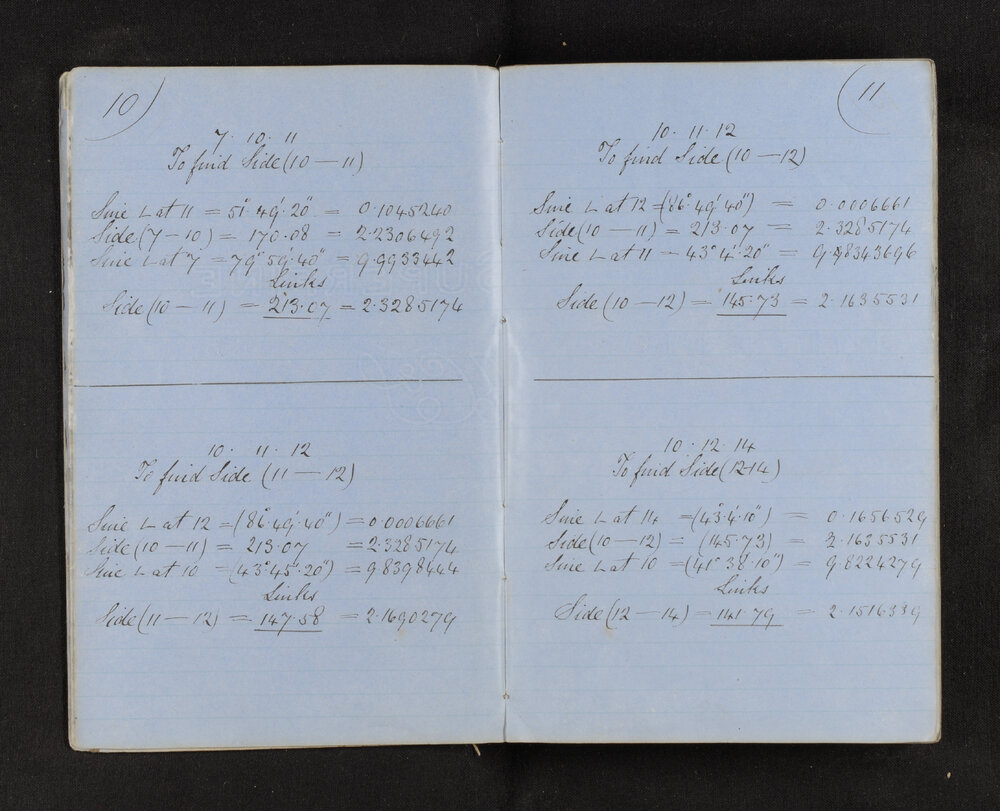 10
7 . 10 . 11
To find Side (10 — 11)
Sine ∟ at 11 = 51° 49' 20" = 0.1045240
Side (7 — 10) = 170.08 = 2.2306492
Sine ∟ at 7 = 79° 59' 40" = 9.9933442
Links
Side (10 — 11) = 213.07 = 2.3285174
10 . 11 . 12
To find Side (11 — 12)
Sine ∟ at 12 = (86° 49' 40") = 0.0006661
Side (10 — 11) = 213.07 = 2.3285174
Sine ∟ at 10 = (43° 45' 20") = 9.8398444
Links
Side (11 — 12) = 147.58 = 2.1690279
11
10 . 11 . 12
To find Side (10 — 12)
Sine ∟ at 12 = (86° 49' 40") = 0.0006661
Side (10 — 11) = 213.07 = 2.3285174
Sine ∟ at 11 — 43° 4' 20" = 9.8343696
Links
Side (10 — 12) = 145.73 = 2.1635531
10 . 12 . 14
To find Side (12-14)
Sine ∟ at 14 = (43° 4' 10") = 0.1656529
Side (10 — 12) = (145.73) = 2.1635531
Sine ∟ at 10 = (41° 38' 10") = 9.8224279
Links
Side (12 — 14) = 141.79 = 2.1516339